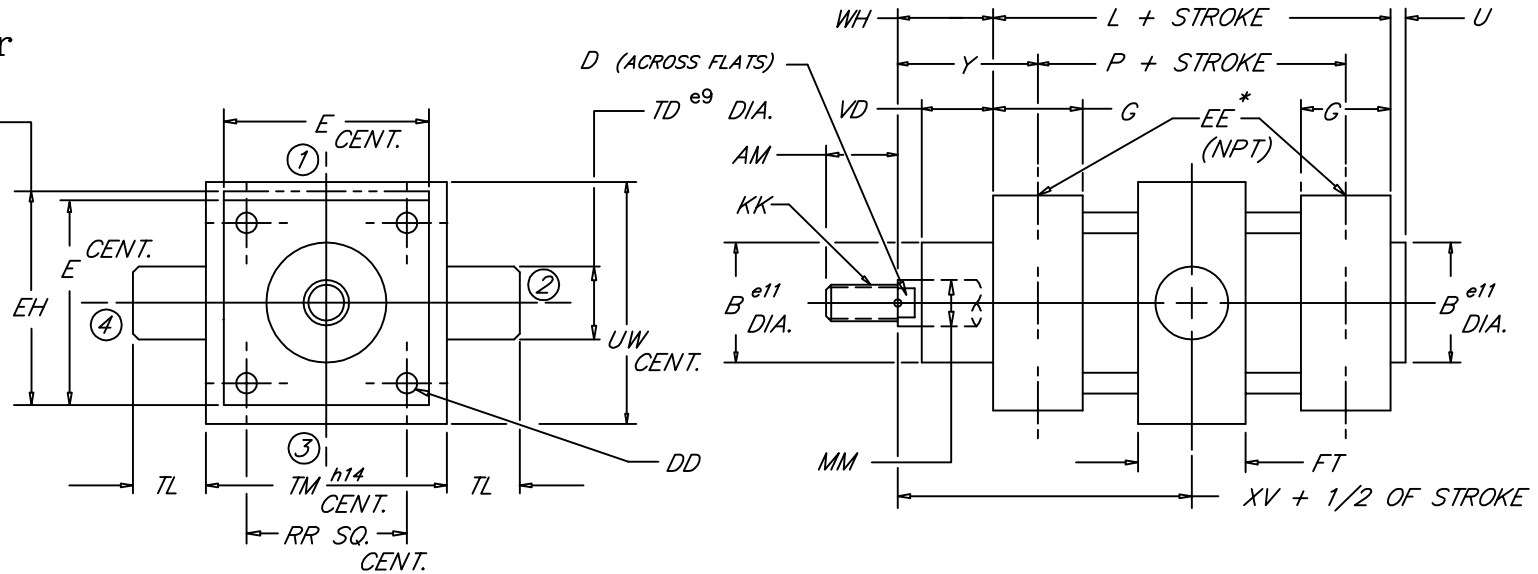 r
E
CENT.
1
TD e9 DIA.
E
CENT.
EH
4
2
UW
CENT.
3
DD
TL
TM h14
CENT.
TL
RR SQ.
CENT.
WH
L + STROKE
U
D (ACROSS FLATS)
Y
P + STROKE
VD
G
EE*
(NPT)
G
AM
KK
B e11
DIA.
B e11
DIA.
MM
FT
XV + 1/2 OF STROKE